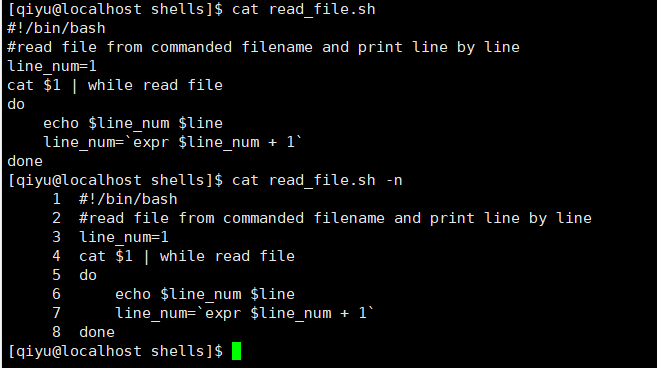 [qiyu@localhost shells]$ cat read_file.sh
#!/bin/bash
#read file from commanded filename and print line by line
line_num=1
cat $1 | while read file
do
    echo $line_num $line
    line_num=`expr $line_num + 1`
done
[qiyu@localhost shells]$ cat read_file.sh -n
     1  #!/bin/bash
     2  #read file from commanded filename and print line by line
     3  line_num=1
     4  cat $1 | while read file
     5  do
     6      echo $line_num $line
     7      line_num=`expr $line_num + 1`
     8  done
[qiyu@localhost shells]$